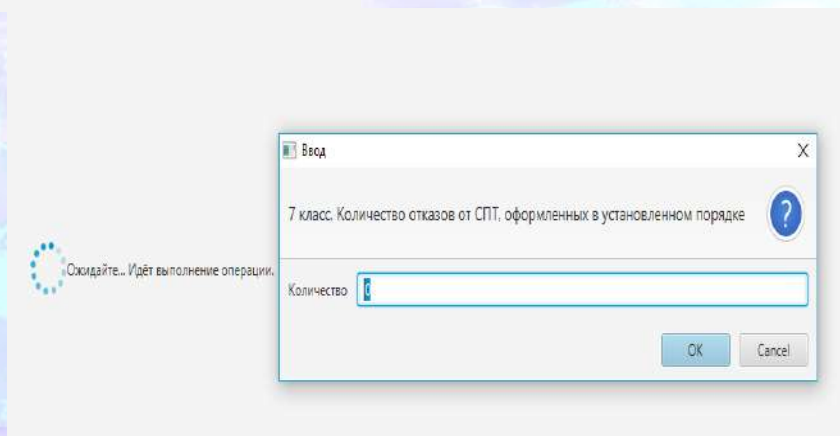 Ввод
X
7 класс. Количество отказов от СПТ, оформленных в установленном порядке
?
Ожидайте... Идёт выполнение операции.
Количество 0
OK Cancel